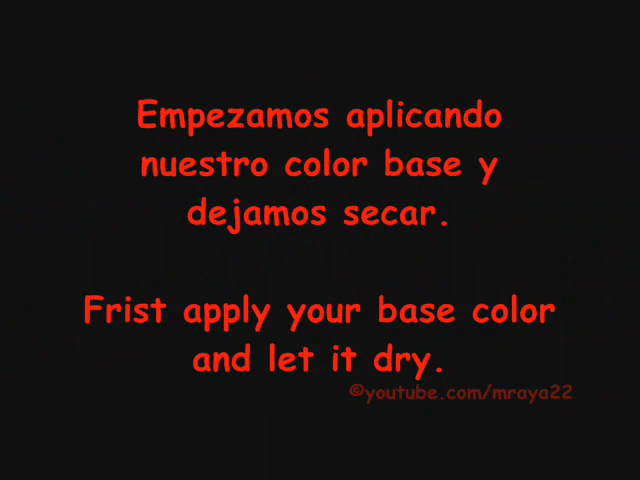 Empezamos aplicando
nuestro color base y
dejamos secar.
Frist apply your base color
and let it dry.
©youtube.com/mraya22